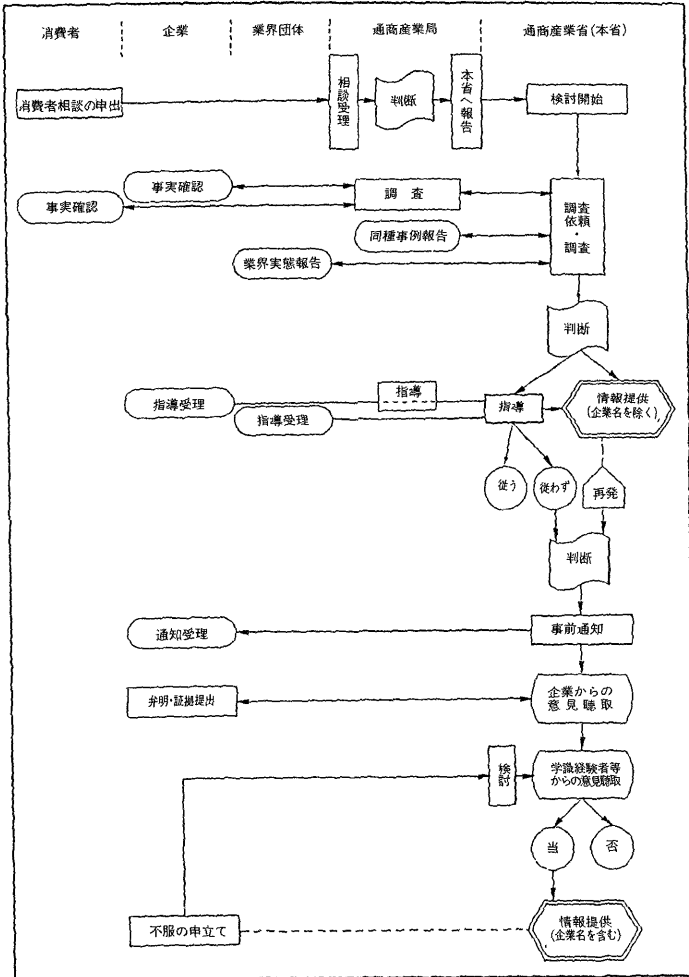 消費者
企業
業界団体
通商産業局
通商産業省(本省)
消費者相談の申出
相談受理
判断
本省へ報告
検討開始
事実確認
事実確認
調査
調査
依頼
・
調査
同種事例報告
業界実態報告
判断
指導受理
指導
指導受理
指導
情報提供
(企業名を除く)
従う
従わず
再発
判断
通知受理
事前通知
弁明・証拠提出
企業からの
意見聴取
検討
学識経験者等
からの意見聴取
当
否
不服の申立て
情報提供
(企業名を含む)